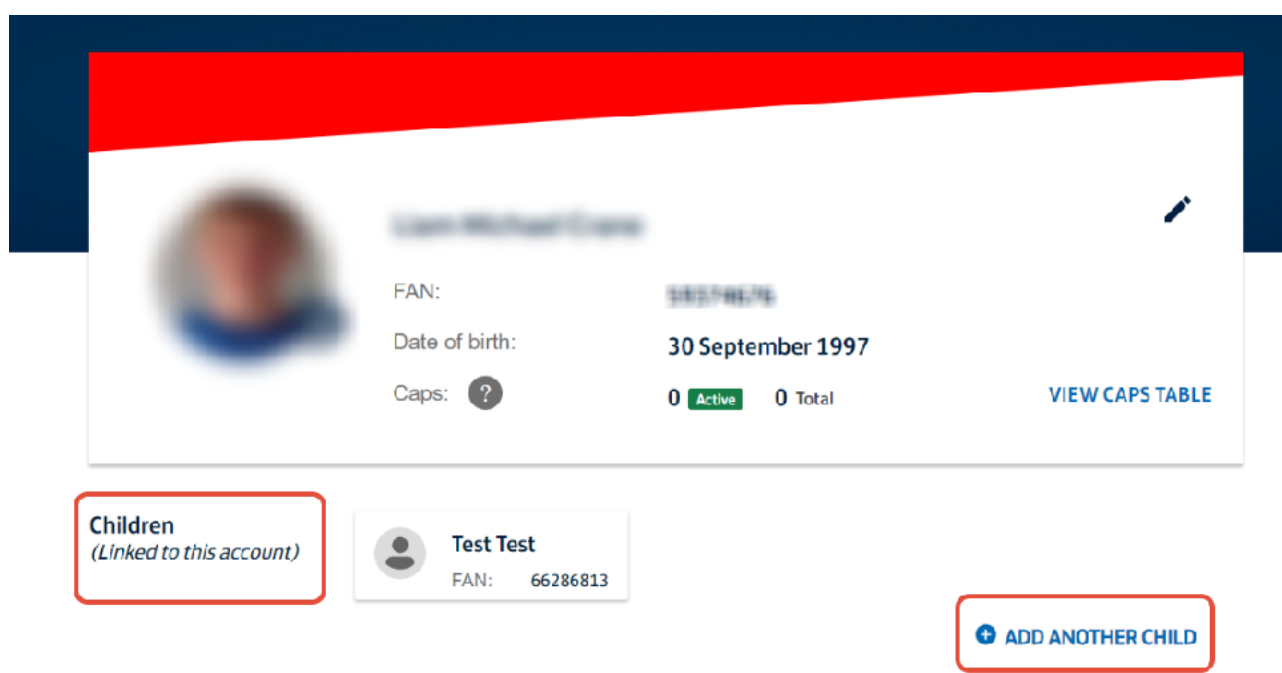 FAN:
Date of birth: 30 September 1997
Caps: ? 0 Active 0 Total VIEW CAPS TABLE
Children
(Linked to this account)
Test Test
FAN: 66286813
ADD ANOTHER CHILD